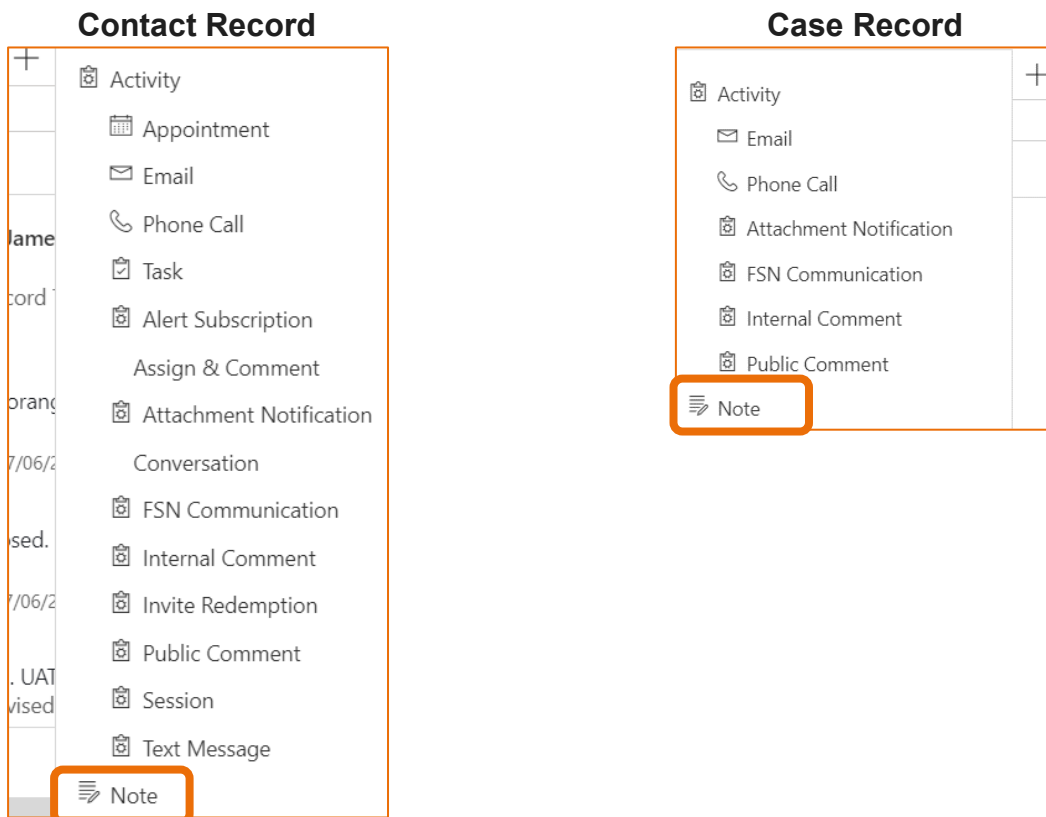 Contact Record
Activity
Appointment
Email
Phone Call
Task
Alert Subscription
Assign & Comment
Attachment Notification
Conversation
FSN Communication
Internal Comment
Invite Redemption
Public Comment
Session
Text Message
Note
Case Record
Activity
Email
Phone Call
Attachment Notification
FSN Communication
Internal Comment
Public Comment
Note